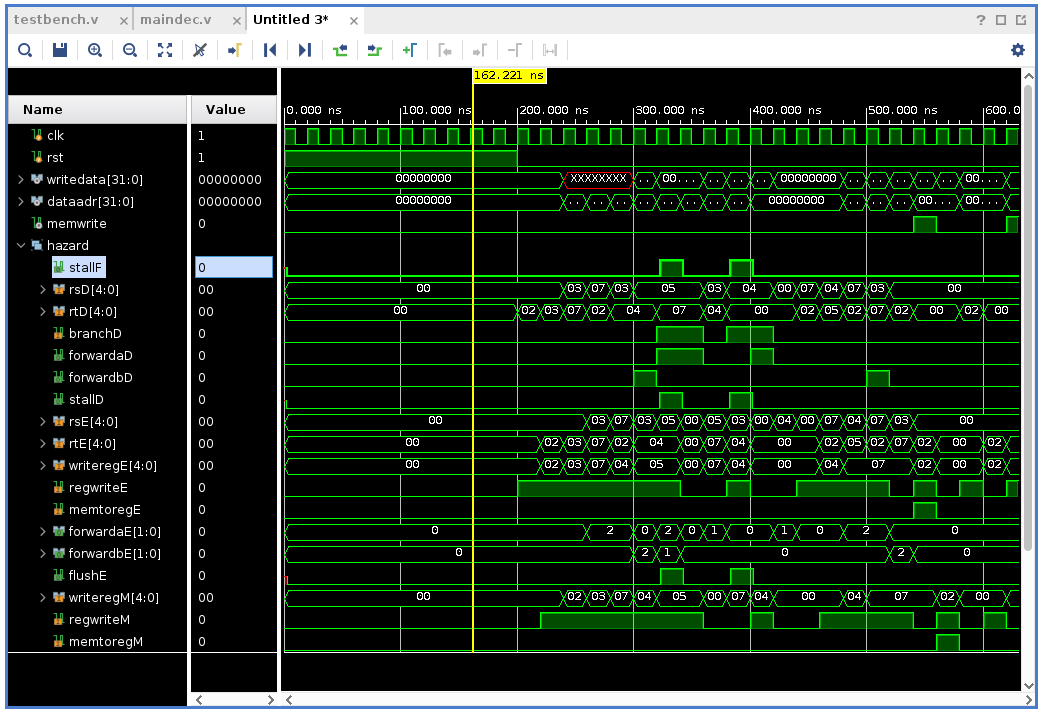 testbench.v × maindec.v × Untitled 3* × ?
162.221 ns
Name Value 0.000 ns 100.000 ns 200.000 ns 300.000 ns 400.000 ns 500.000 ns 600.0
clk 1
rst 1
writedata[31:0] 00000000 00000000 XXXXXXXX .. 00... .. .. .. .. 00000000 .. .. .. .. .. 00... ..
dataadr[31:0] 00000000 00000000 .. .. .. .. .. .. .. .. .. 00000000 .. .. .. 00... 00... ..
memwrite 0
hazard
stallF 0
rsD[4:0] 00 00 03 07 03 05 03 04 00 07 04 07 03 00
rtD[4:0] 00 00 02 03 07 02 04 07 04 00 02 05 02 07 02 00 02 00
branchD 0
forwardaD 0
forwardbD 0
stallD 0
rsE[4:0] 00 00 03 07 03 05 00 05 03 00 04 00 07 04 07 03 00
rtE[4:0] 00 00 02 03 07 02 04 00 07 04 00 02 05 02 07 02 00 02
writeregE[4:0] 00 00 02 03 07 04 05 00 07 04 00 04 07 02 00 02
regwriteE 0
memtoregE 0
forwardaE[1:0] 0 0 2 0 2 0 1 0 1 0 2 0
forwardbE[1:0] 0 0 2 1 0 2 0
flushE 0
writeregM[4:0] 00 00 02 03 07 04 05 00 07 04 00 04 07 02 00
regwriteM 0
memtoregM 0